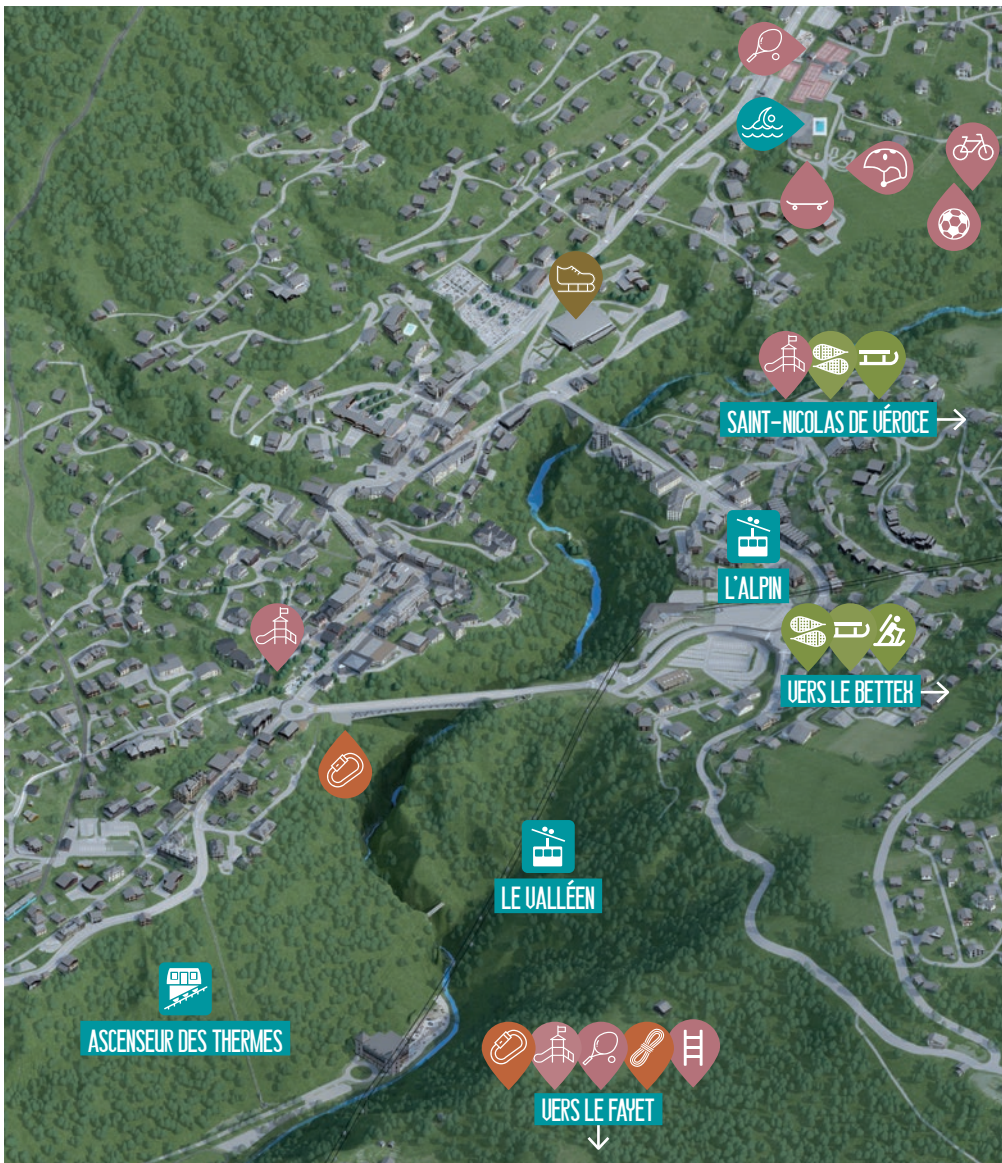 SAINT-NICOLAS DE VÉROCE
L'ALPIN
VERS LE BETTEX
LE VALLÉEN
ASCENSEUR DES THERMES
VERS LE FAYET